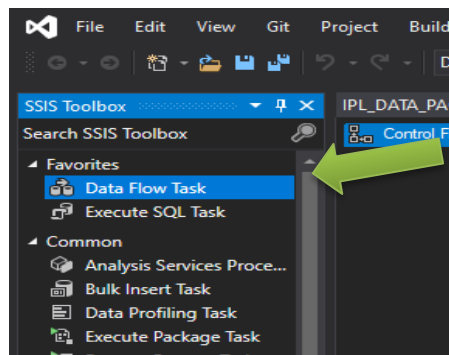 File Edit View Git Project Build
D
SSIS Toolbox IPL_DATA_PA
Search SSIS Toolbox Control F
Favorites
Data Flow Task
Execute SQL Task
Common
Analysis Services Proce...
Bulk Insert Task
Data Profiling Task
Execute Package Task